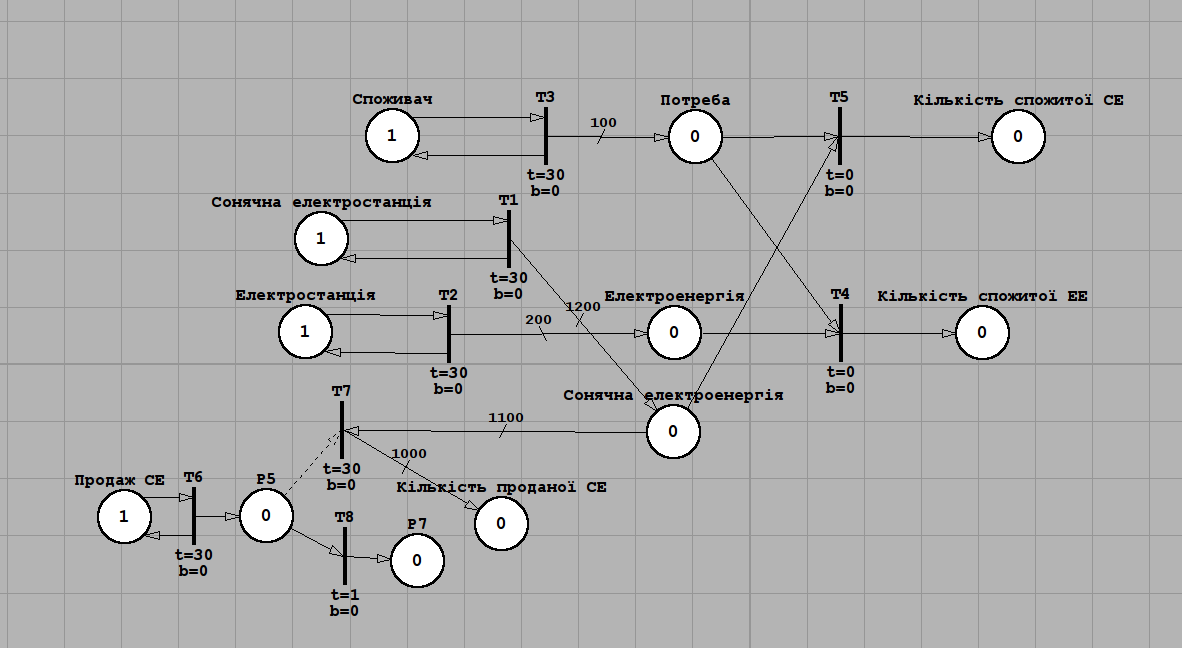 Споживач
T3
Потреба
T5
Кількість спожитої СЕ
1
100
0
0
t=30
b=0
t=0
b=0
Сонячна електростанція
T1
1
t=30
b=0
Електростанція
T2
1200
200
Електроенергія
T4
Кількість спожитої ЕЕ
1
0
0
t=30
b=0
t=0
b=0
T7
Сонячна електроенергія
1100
0
1000
t=30
b=0
Продаж СЕ
T6
P5
Кількість проданої СЕ
1
0
0
t=30
b=0
T8
P7
0
t=1
b=0